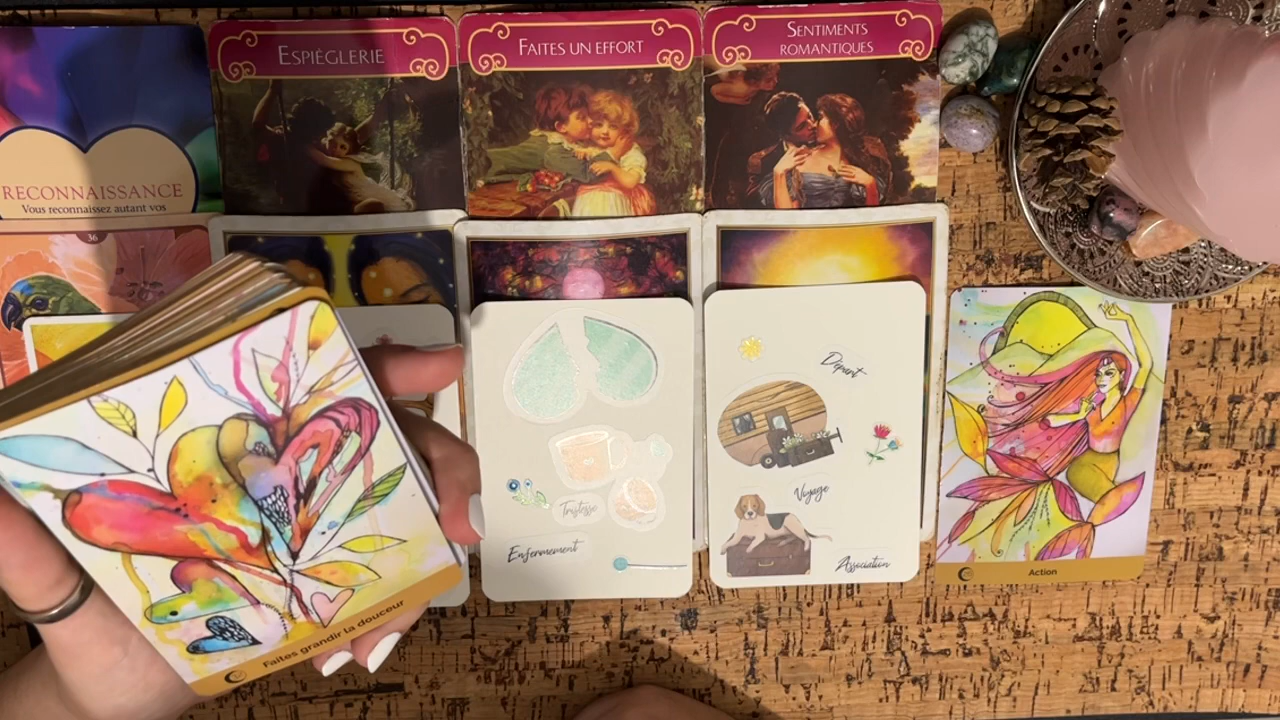 ESPIÈGLERIE
FAITES UN EFFORT
SENTIMENTS
ROMANTIQUES
RECONNAISSANCE
Vous reconnaissez autant vos
36
Départ
Voyage
Association
Tristesse
Enfermement
Action
Faites grandir la douceur